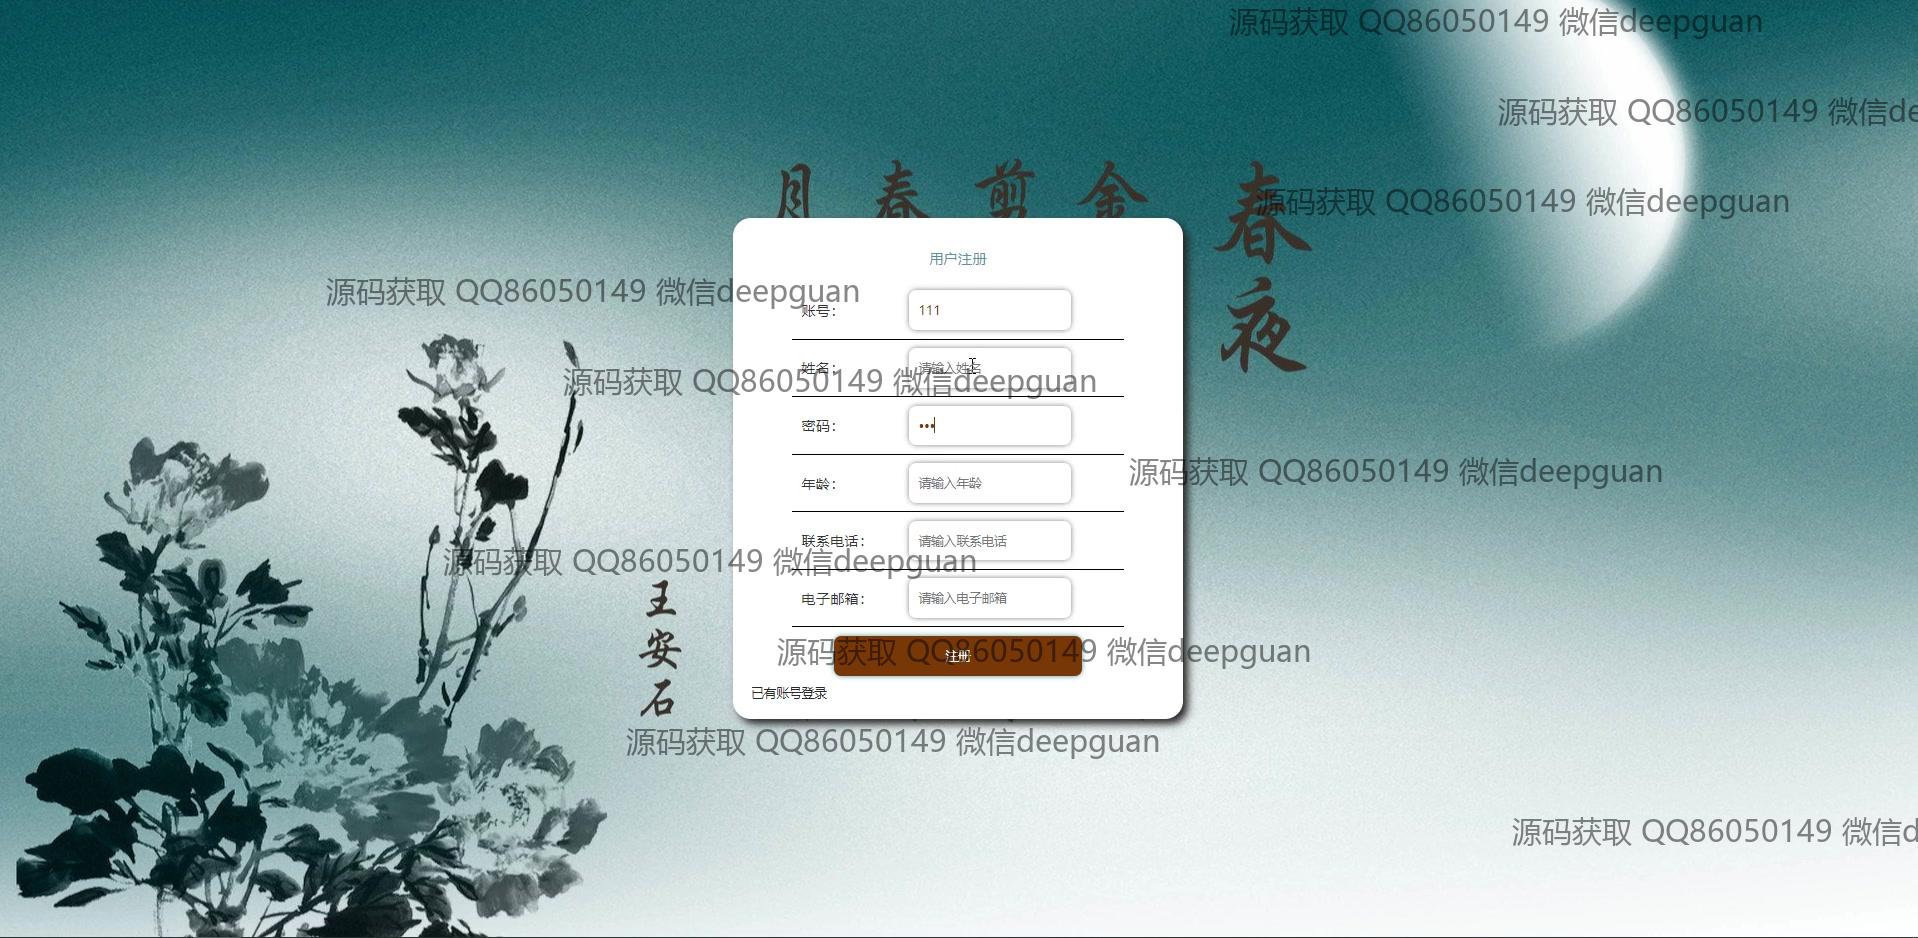 源码获取 QQ86050149 微信deepguan
源码获取 QQ86050149 微信de
源码获取 QQ86050149 微信deepguan
月 春 剪 金 春
夜
用户注册
源码获取 QQ86050149 微信deepguan
账号： 111
姓名： 请输入姓名
源码获取 QQ86050149 微信deepguan
密码： •••
源码获取 QQ86050149 微信deepguan
年龄： 请输入年龄
联系电话： 请输入联系电话
源码获取 QQ86050149 微信deepguan
电子邮箱： 请输入电子邮箱
王
安
石
源码获取 QQ86050149 微信deepguan
注册
已有账号登录
源码获取 QQ86050149 微信deepguan
源码获取 QQ86050149 微信d